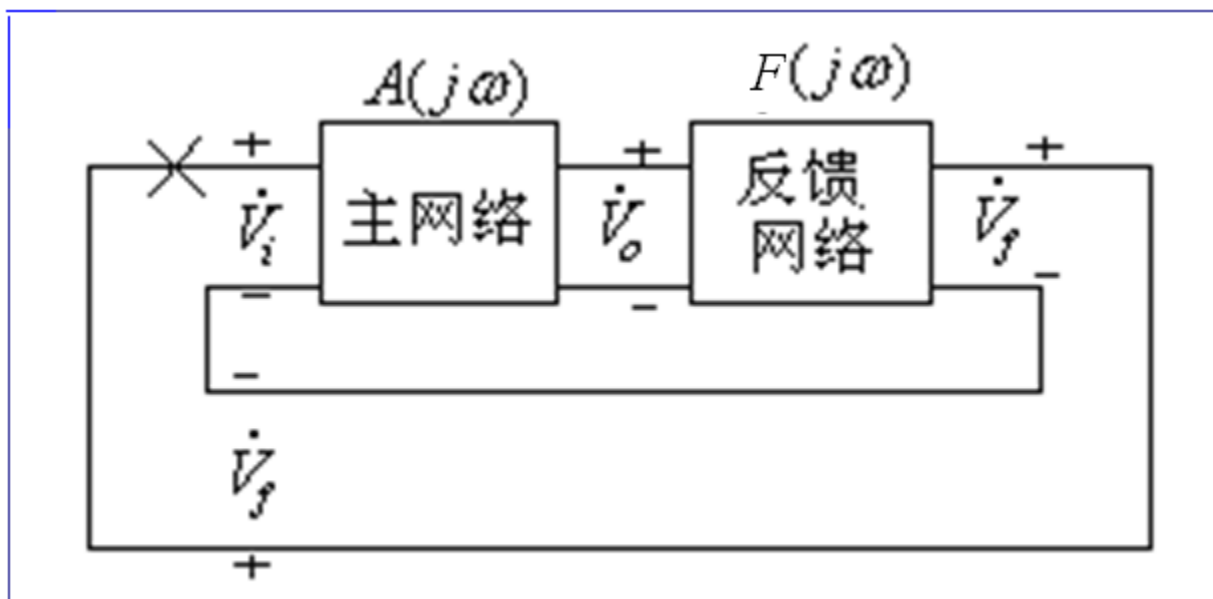 A(jω) F(jω)
+ + +
V̇i 主网络 V̇o 反馈 V̇f
网络
− − −
−
V̇f
+